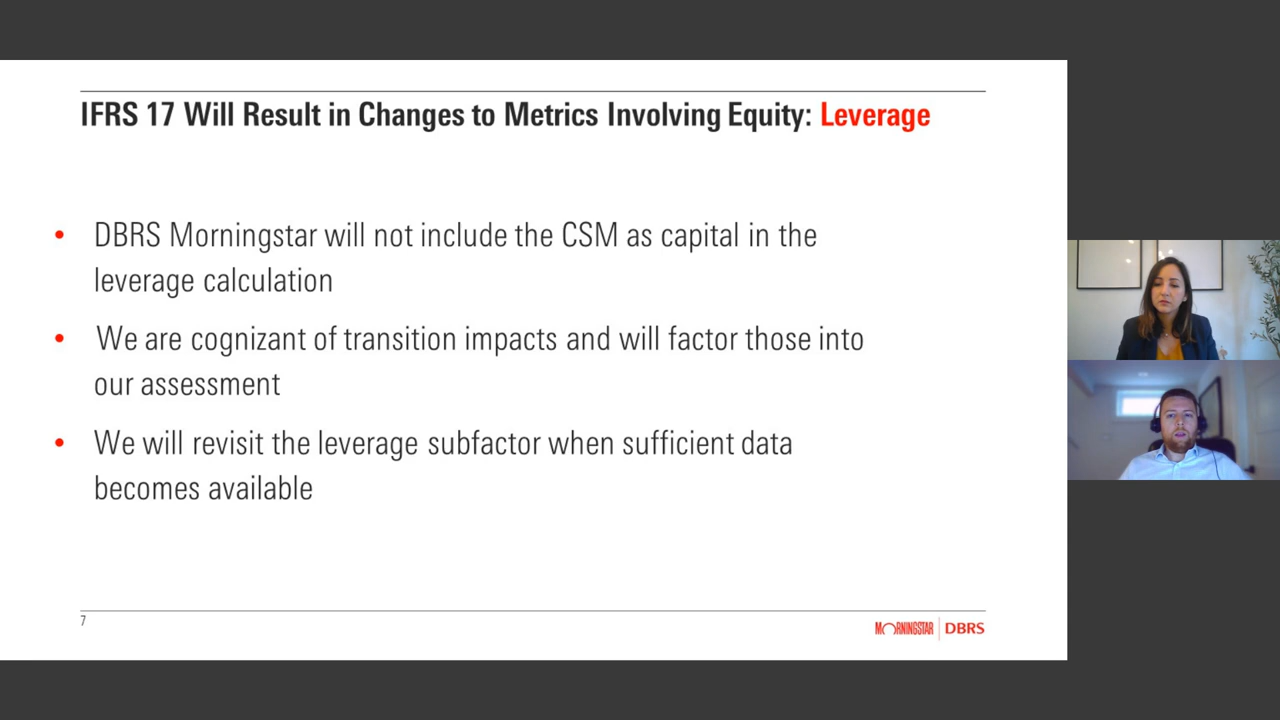 IFRS 17 Will Result in Changes to Metrics Involving Equity: Leverage
• DBRS Morningstar will not include the CSM as capital in the
leverage calculation
• We are cognizant of transition impacts and will factor those into
our assessment
• We will revisit the leverage subfactor when sufficient data
becomes available
7
MORNINGSTAR | DBRS